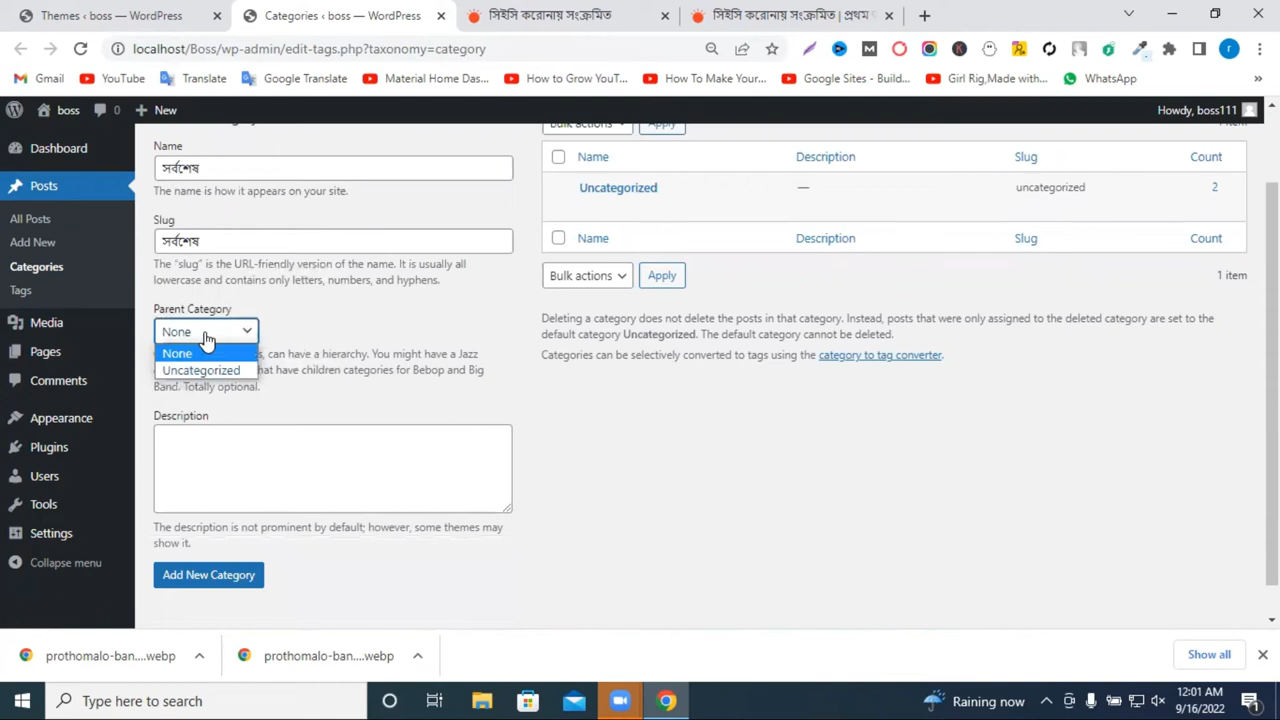 Themes ‹ boss — WordPress
Categories ‹ boss — WordPress
সিইসি করোনায় সংক্রমিত
সিইসি করোনায় সংক্রমিত | প্রথম
localhost/Boss/wp-admin/edit-tags.php?taxonomy=category
Gmail
YouTube
Translate
Google Translate
Material Home Das...
How to Grow YouT...
How To Make Your...
Google Sites - Build...
Girl Rig,Made with...
WhatsApp
boss
0
New
Howdy, boss111
Dashboard
Posts
All Posts
Add New
Categories
Tags
Media
Pages
Comments
Appearance
Plugins
Users
Tools
Settings
Collapse menu
Name
সর্বশেষ
The name is how it appears on your site.
Slug
সর্বশেষ
The “slug” is the URL-friendly version of the name. It is usually all
lowercase and contains only letters, numbers, and hyphens.
Parent Category
None
None
Uncategorized
can have a hierarchy. You might have a Jazz
that have children categories for Bebop and Big
Band. Totally optional.
Description
The description is not prominent by default; however, some themes may
show it.
Add New Category
Bulk actions
Apply
Name Description Slug Count
Uncategorized — uncategorized 2
Name Description Slug Count
Bulk actions Apply 1 item
Deleting a category does not delete the posts in that category. Instead, posts that were only assigned to the deleted category are set to the
default category Uncategorized. The default category cannot be deleted.
Categories can be selectively converted to tags using the category to tag converter.
prothomalo-ban....webp
prothomalo-ban....webp
Show all
Type here to search
Raining now
12:01 AM
9/16/2022
1